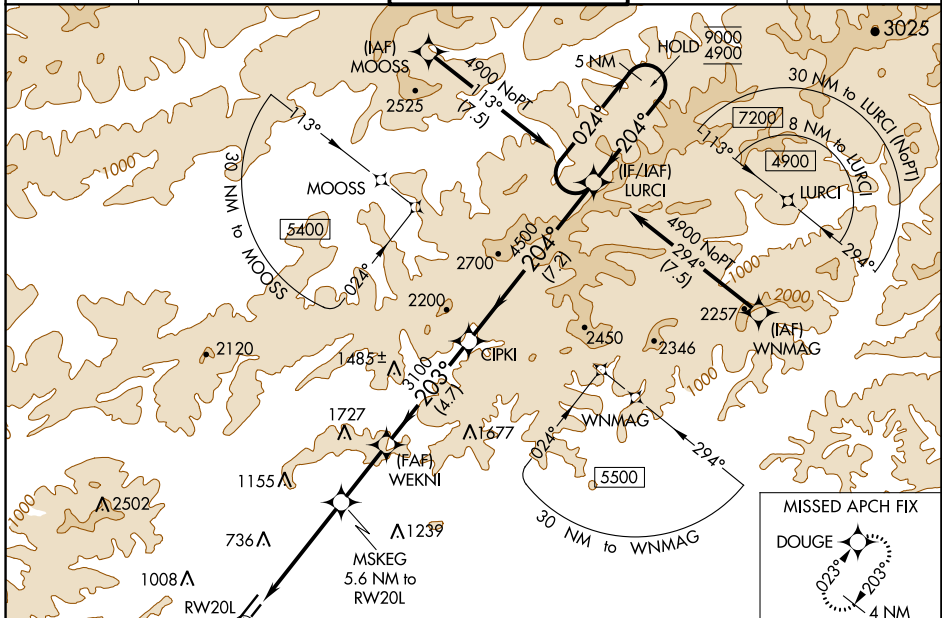 3025
(IAF)
MOOSS
4900 NoPT
113°
(7.5)
5 NM
HOLD
9000
4900
2525
024°
204°
30 NM to LURCI (NoPT)
7200
8 NM to LURCI
4900
113°
LURCI
294°
1000
113°
MOOSS
30 NM to MOOSS
5400
024°
(IF/IAF)
LURCI
4500
204°
(7.2)
2700
4900 NoPT
294°
(7.5)
1000
2000
2257
(IAF)
WNMAG
2200
2120
CIPKI
2450
2346
1485±
3100
203°
(4.7)
1000
WNMAG
024°
294°
5500
30 NM to WNMAG
1727
1677
(FAF)
WEKNI
1155
1000
2502
736
1239
MSKEG
5.6 NM to
RW20L
1008
RW20L
MISSED APCH FIX
DOUGE
023°
203°
4 NM